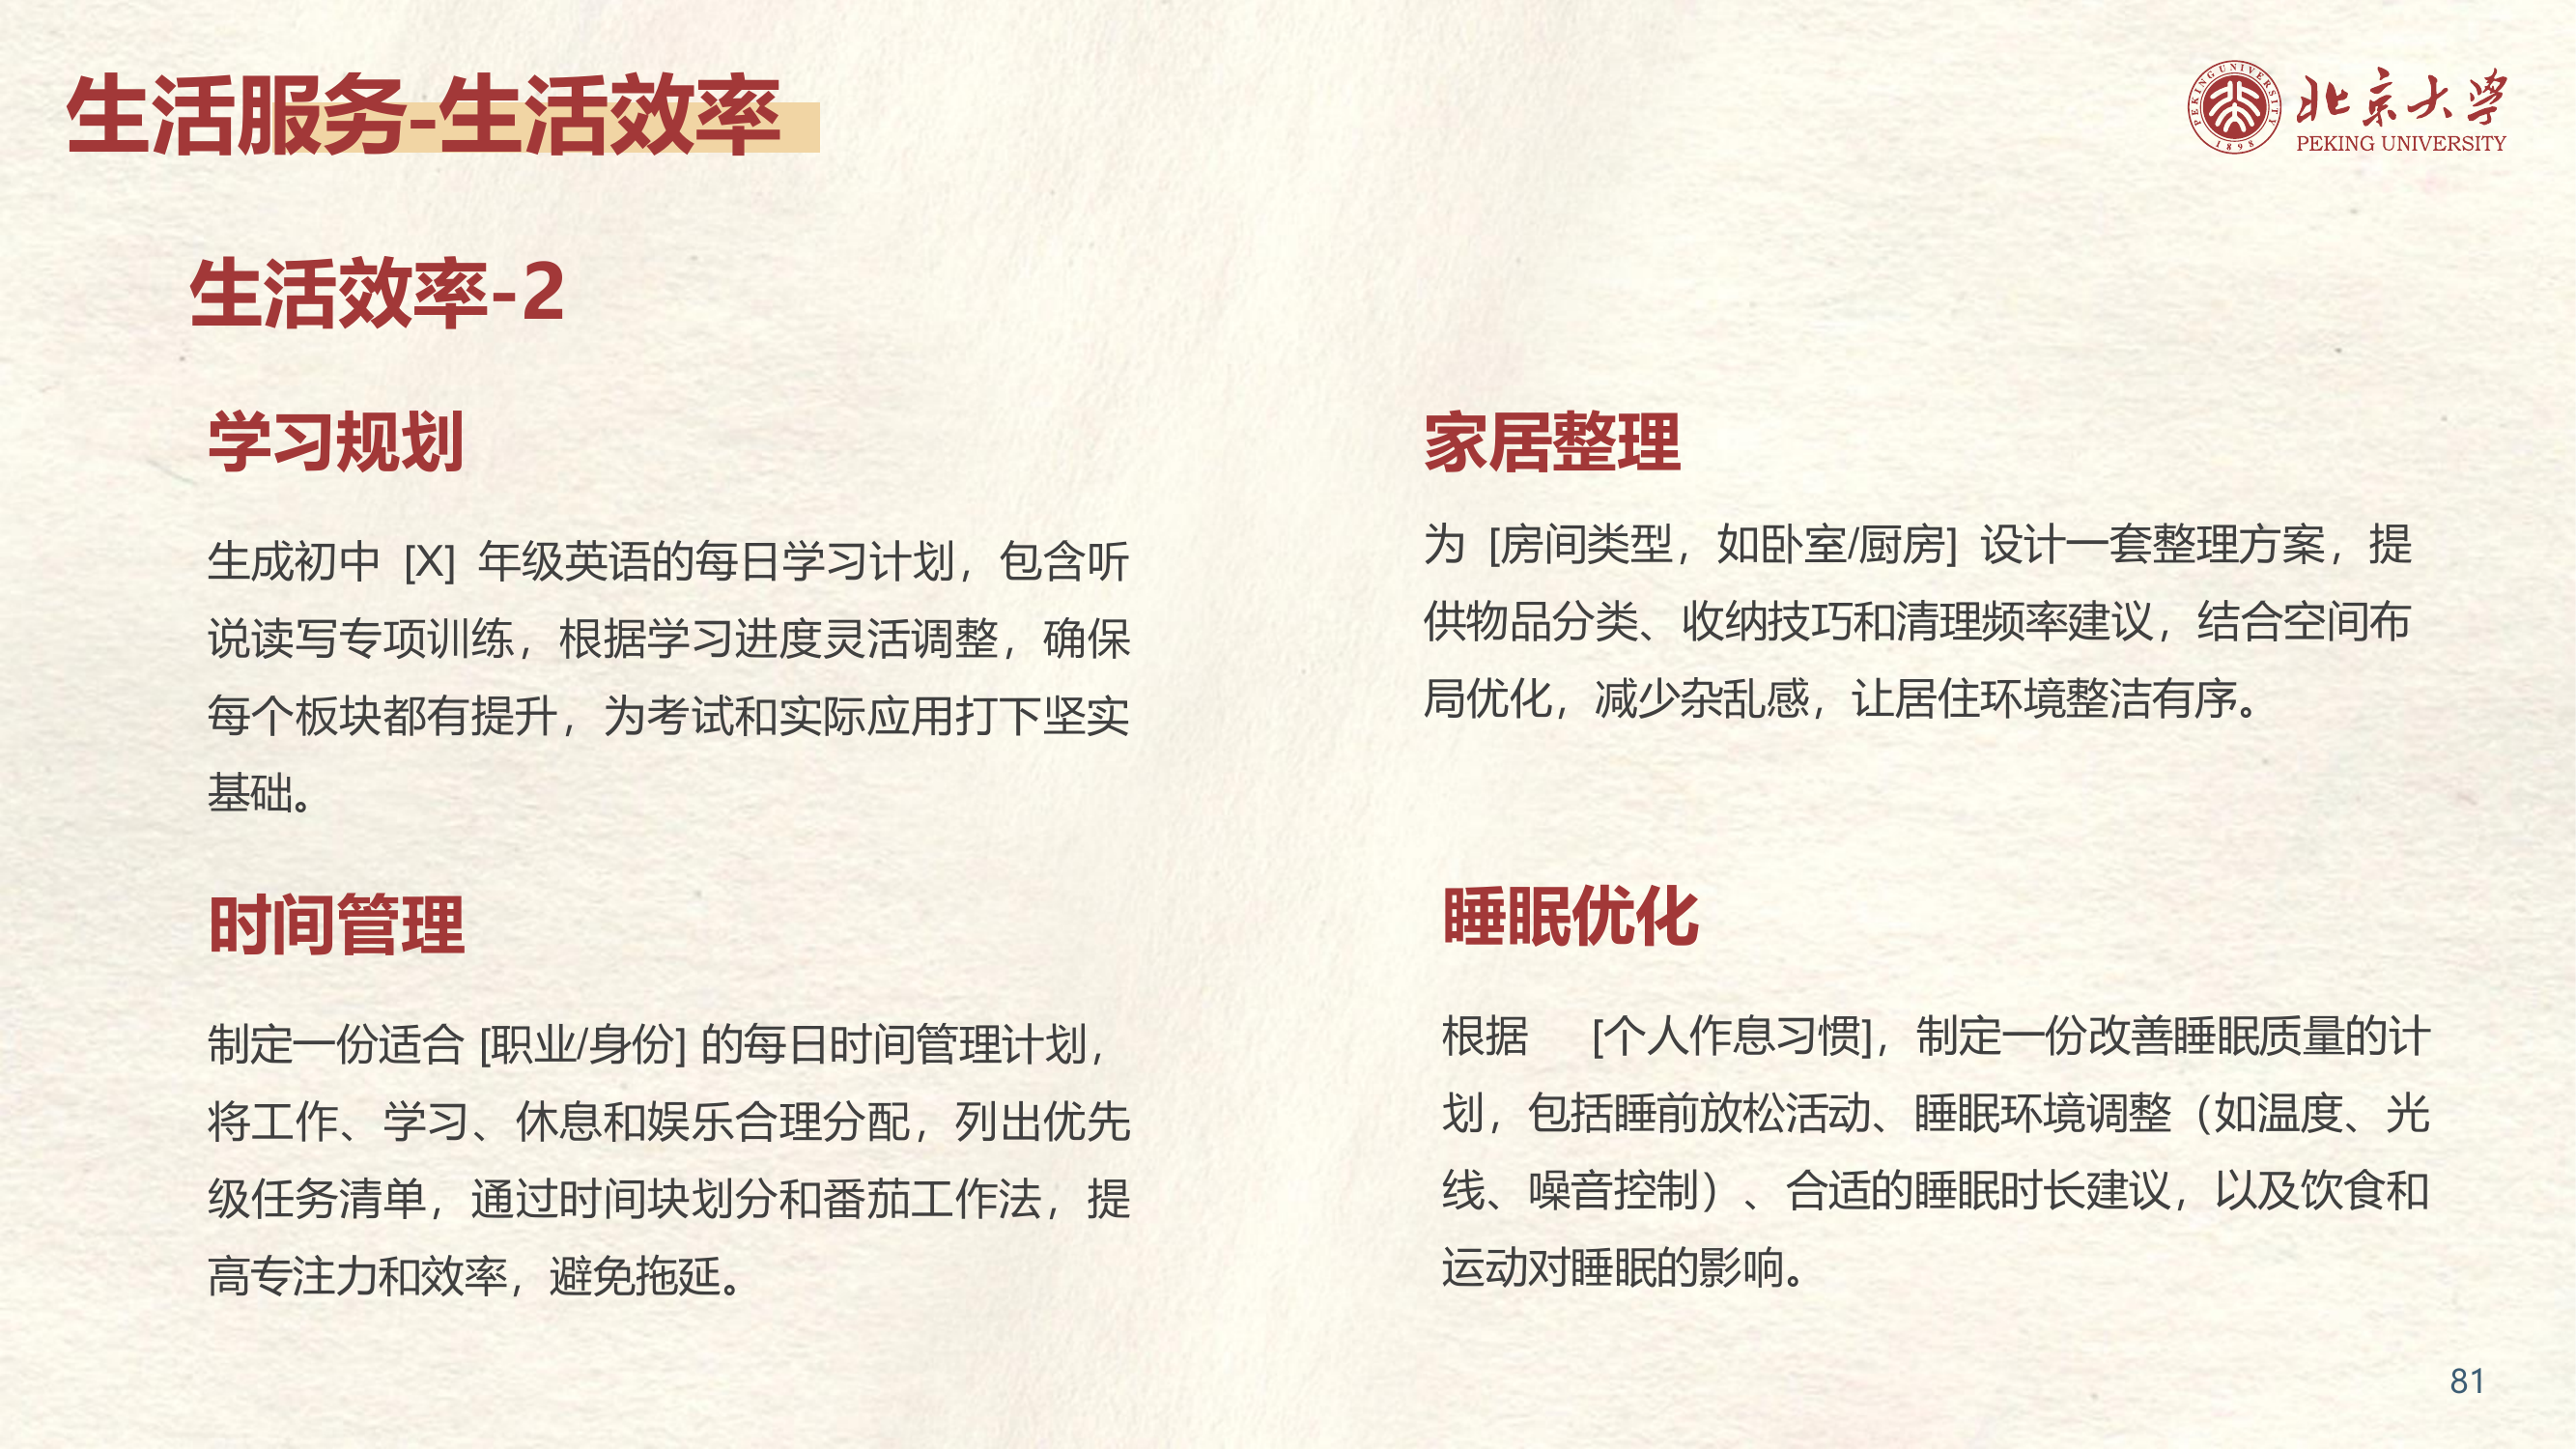 生活服务-生活效率
PEKING UNIVERSITY
1898
北京大学
PEKING UNIVERSITY
生活效率-2
学习规划
生成初中 [X] 年级英语的每日学习计划，包含听
说读写专项训练，根据学习进度灵活调整，确保
每个板块都有提升，为考试和实际应用打下坚实
基础。
时间管理
制定一份适合 [职业/身份] 的每日时间管理计划，
将工作、学习、休息和娱乐合理分配，列出优先
级任务清单，通过时间块划分和番茄工作法，提
高专注力和效率，避免拖延。
家居整理
为 [房间类型，如卧室/厨房] 设计一套整理方案，提
供物品分类、收纳技巧和清理频率建议，结合空间布
局优化，减少杂乱感，让居住环境整洁有序。
睡眠优化
根据 [个人作息习惯]，制定一份改善睡眠质量的计
划，包括睡前放松活动、睡眠环境调整（如温度、光
线、噪音控制）、合适的睡眠时长建议，以及饮食和
运动对睡眠的影响。
81